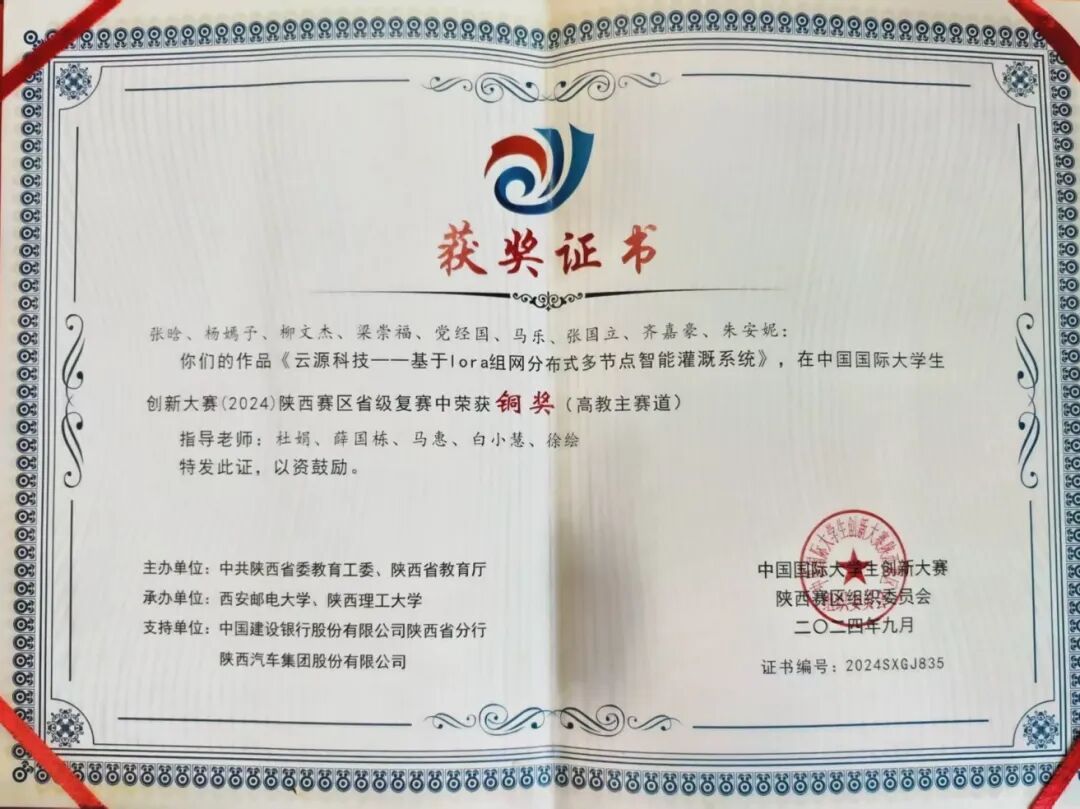 获奖证书
张晗、杨嫣子、柳文杰、梁崇福、党经国、马乐、张国立、齐嘉豪、朱安妮：
你们的作品《云源科技——基于lora组网分布式多节点智能灌溉系统》，在中国国际大学生
创新大赛(2024)陕西赛区省级复赛中荣获铜奖（高教主赛道）
指导老师：杜娟、薛国栋、马惠、白小慧、徐绘
特发此证，以资鼓励。
主办单位：中共陕西省委教育工委、陕西省教育厅
承办单位：西安邮电大学、陕西理工大学
支持单位：中国建设银行股份有限公司陕西省分行
陕西汽车集团股份有限公司
中国国际大学生创新大赛
陕西赛区组织委员会
二〇二四年九月
证书编号：2024SXGJ835